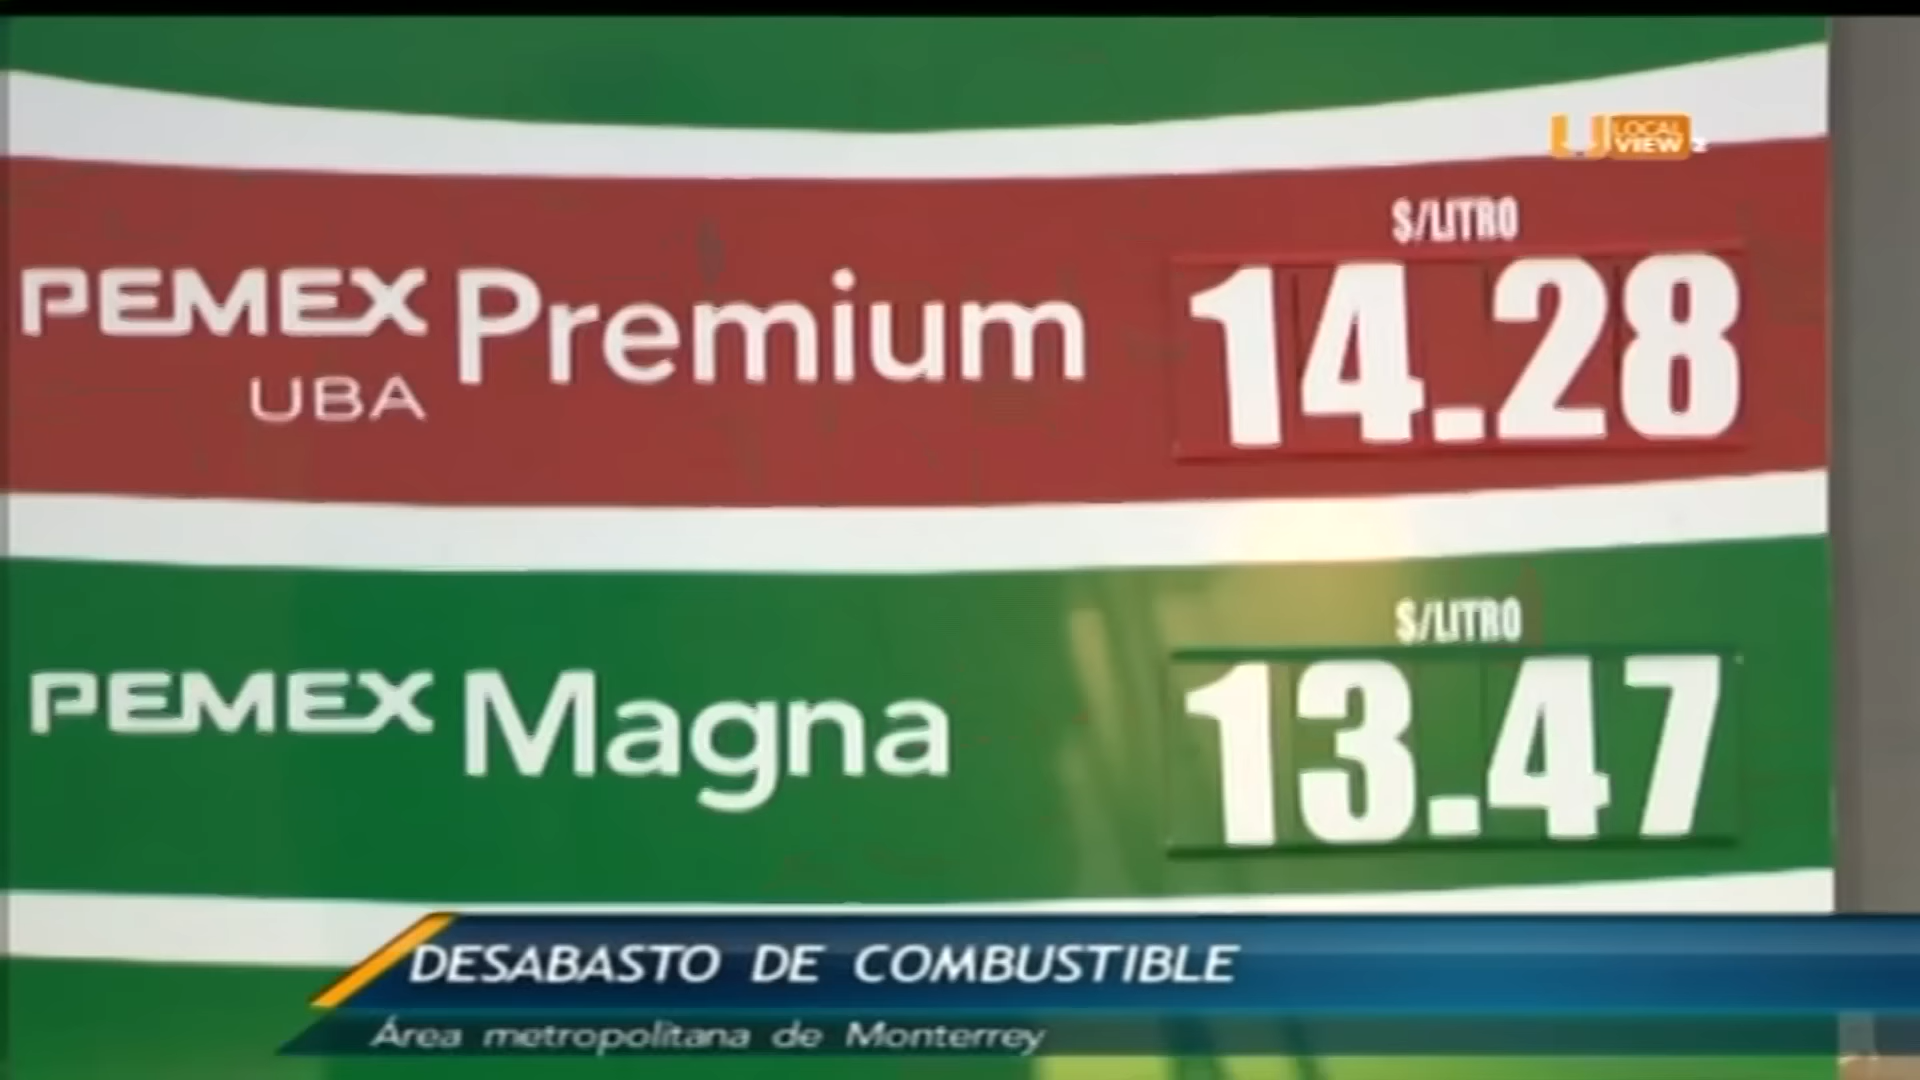 U LOCAL
VIEW 2
$/LITRO
PEMEX Premium 14.28
UBA
$/LITRO
PEMEX Magna 13.47
DESABASTO DE COMBUSTIBLE
Área metropolitana de Monterrey